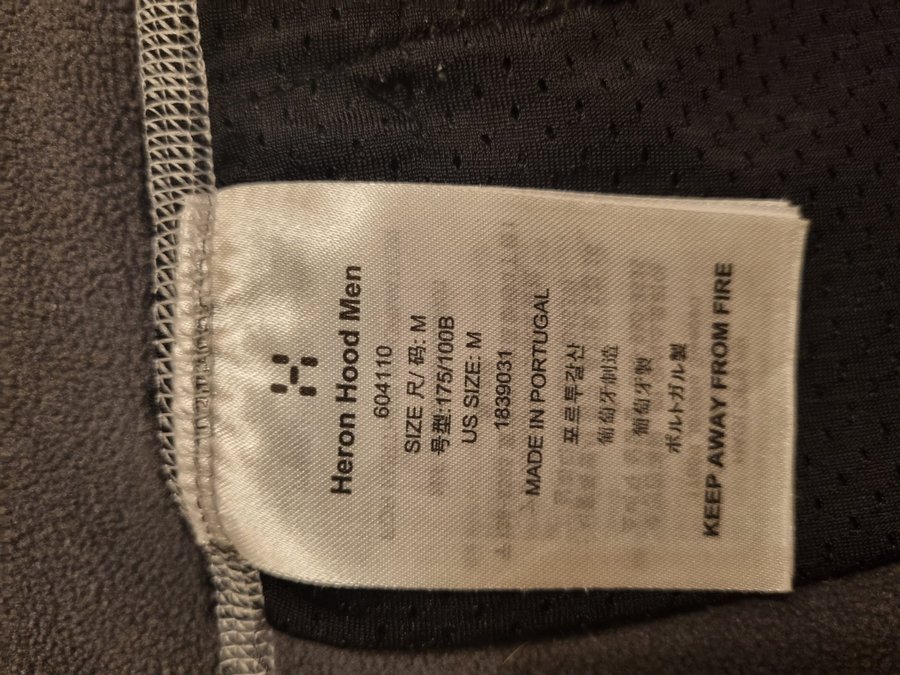 Heron Hood Men
604110
SIZE 尺/ 码: M
号型:175/100B
US SIZE: M
1839031
MADE IN PORTUGAL
포르투갈산
葡萄牙制造
葡萄牙製
ポルトガル製
KEEP AWAY FROM FIRE